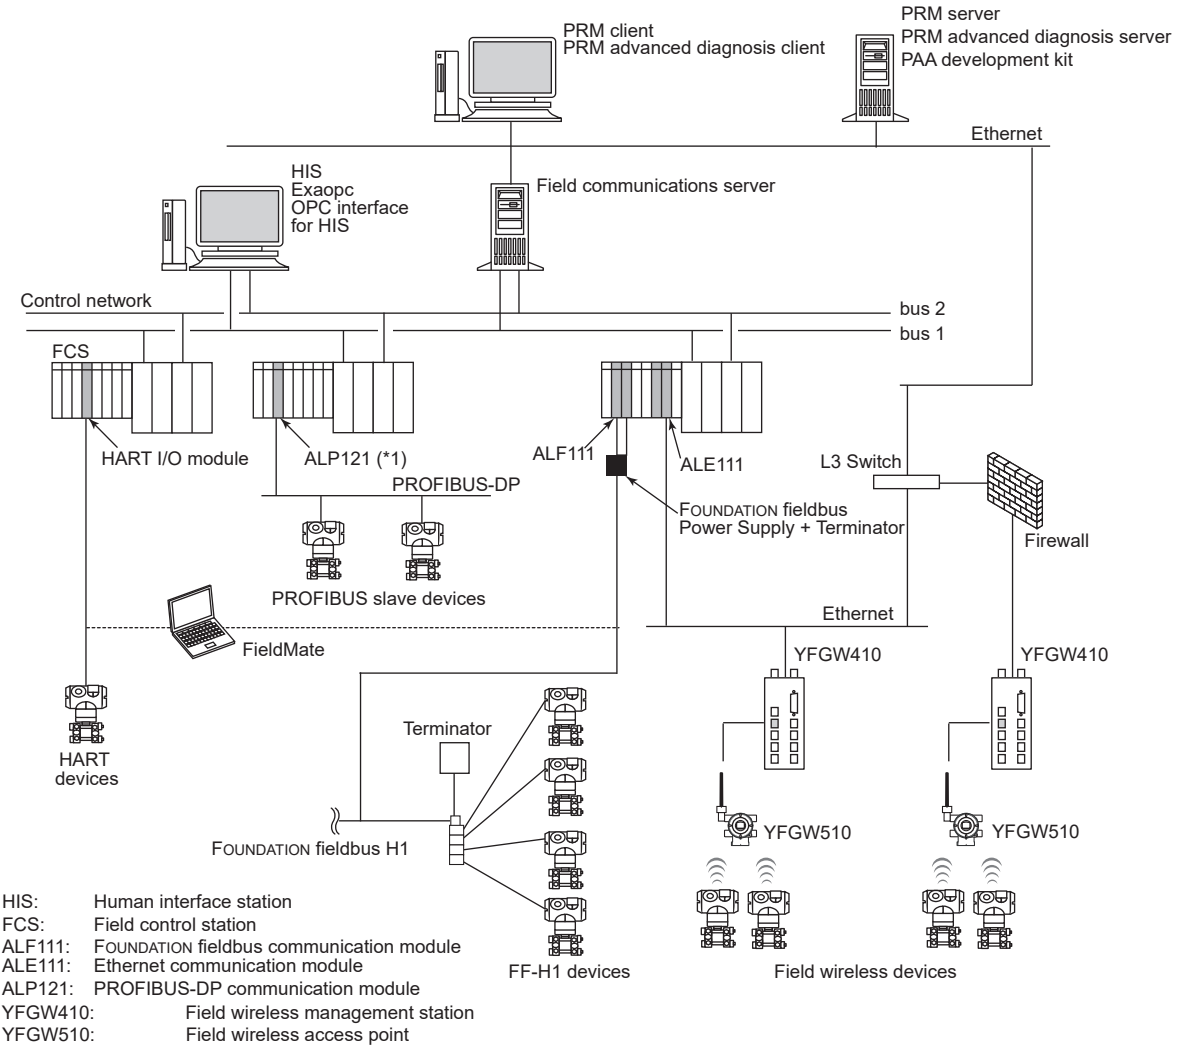 PRM client
PRM advanced diagnosis client
PRM server
PRM advanced diagnosis server
PAA development kit
Ethernet
HIS
Exaopc
OPC interface
for HIS
Field communications server
Control network
bus 2
bus 1
FCS
HART I/O module
ALP121 (*1)
ALF111
ALE111
L3 Switch
PROFIBUS-DP
FOUNDATION fieldbus
Power Supply + Terminator
Firewall
PROFIBUS slave devices
Ethernet
FieldMate
YFGW410
YFGW410
HART
devices
Terminator
YFGW510
YFGW510
FOUNDATION fieldbus H1
FF-H1 devices
Field wireless devices
HIS: Human interface station
FCS: Field control station
ALF111: FOUNDATION fieldbus communication module
ALE111: Ethernet communication module
ALP121: PROFIBUS-DP communication module
YFGW410: Field wireless management station
YFGW510: Field wireless access point